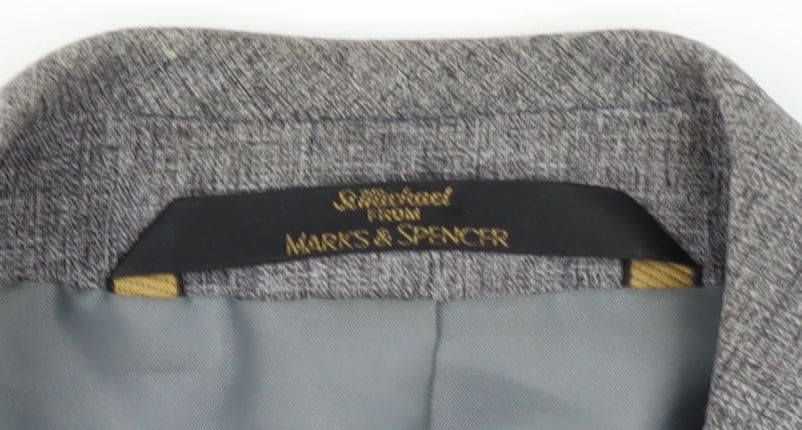 St Michael
FROM
MARKS & SPENCER